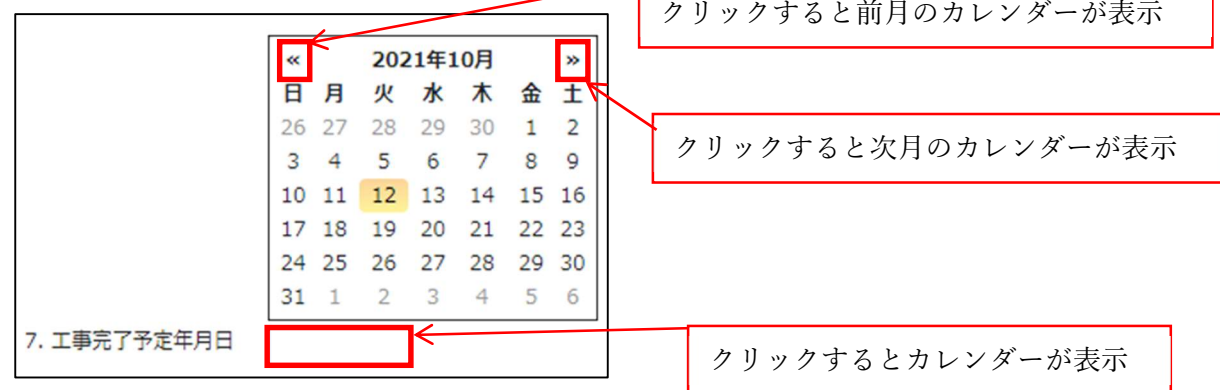 クリックすると前月のカレンダーが表示
« 2021年10月 »
日 月 火 水 木 金 土
26 27 28 29 30 1 2
3 4 5 6 7 8 9
クリックすると次月のカレンダーが表示
10 11 12 13 14 15 16
17 18 19 20 21 22 23
24 25 26 27 28 29 30
31 1 2 3 4 5 6
7. 工事完了予定年月日
クリックするとカレンダーが表示